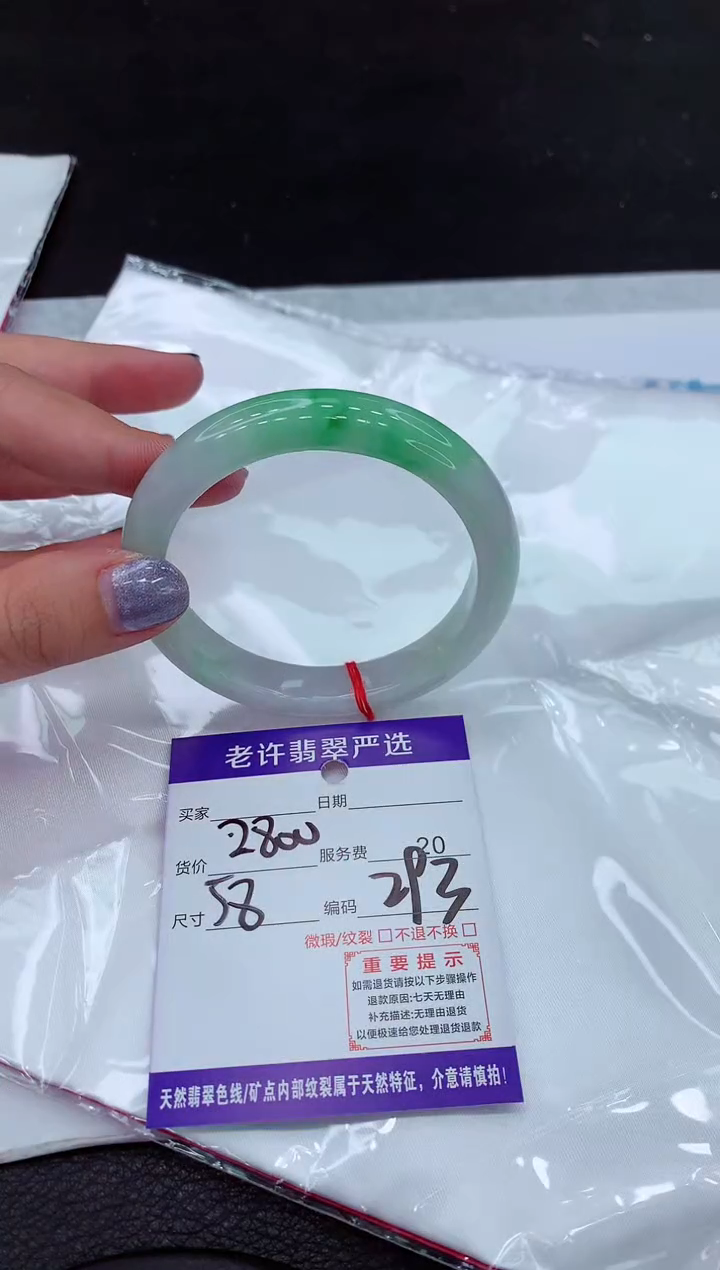 老许翡翠严选
买家 日期
货价 2800 服务费 20
尺寸 58 编码 293
微瑕/纹裂 □不退不换 □
重要提示
如需退货请按以下步骤操作
退款原因:七天无理由
补充描述:无理由退货
以便极速给您处理退货退款
天然翡翠色线/矿点内部纹裂属于天然特征，介意请慎拍！